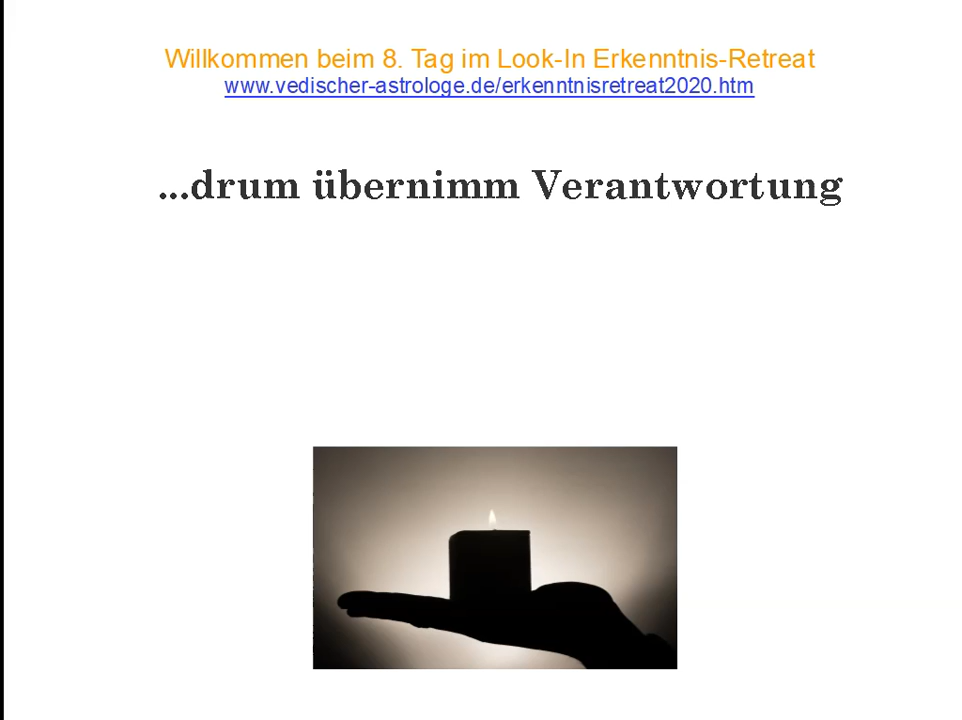 Willkommen beim 8. Tag im Look-In Erkenntnis-Retreat
www.vedischer-astrologe.de/erkenntnisretreat2020.htm
...drum übernimm Verantwortung